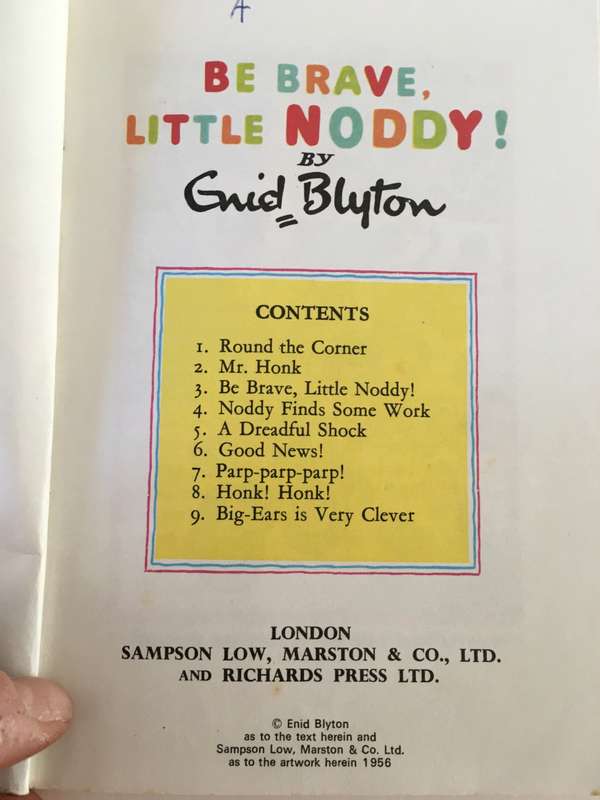 A
BE BRAVE,
LITTLE NODDY!
BY
Enid Blyton
CONTENTS
1. Round the Corner
2. Mr. Honk
3. Be Brave, Little Noddy!
4. Noddy Finds Some Work
5. A Dreadful Shock
6. Good News!
7. Parp-parp-parp!
8. Honk! Honk!
9. Big-Ears is Very Clever
LONDON
SAMPSON LOW, MARSTON & CO., LTD.
AND RICHARDS PRESS LTD.
© Enid Blyton
as to the text herein and
Sampson Low, Marston & Co. Ltd.
as to the artwork herein 1956